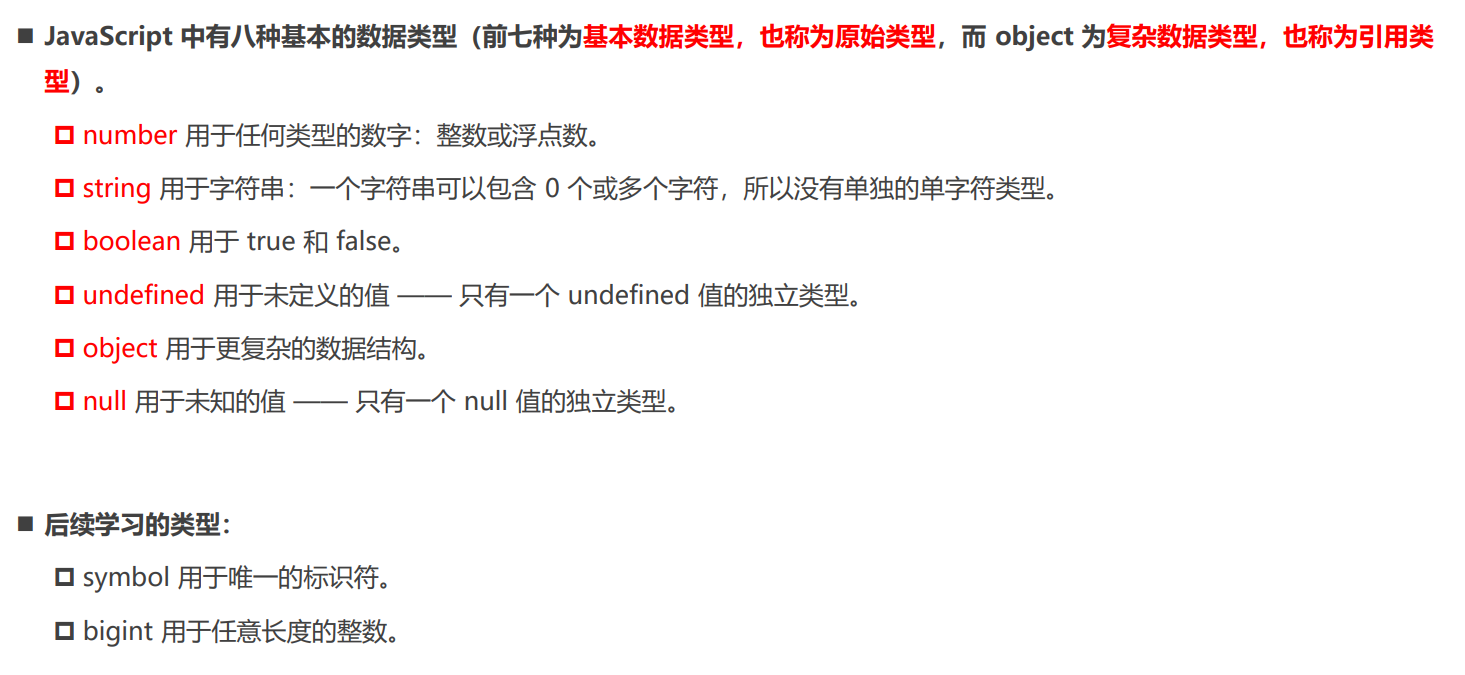 ■ JavaScript 中有八种基本的数据类型（前七种为基本数据类型，也称为原始类型，而 object 为复杂数据类型，也称为引用类
型）。
number 用于任何类型的数字：整数或浮点数。
string 用于字符串：一个字符串可以包含 0 个或多个字符，所以没有单独的单字符类型。
boolean 用于 true 和 false。
undefined 用于未定义的值 —— 只有一个 undefined 值的独立类型。
object 用于更复杂的数据结构。
null 用于未知的值 —— 只有一个 null 值的独立类型。
■ 后续学习的类型：
symbol 用于唯一的标识符。
bigint 用于任意长度的整数。